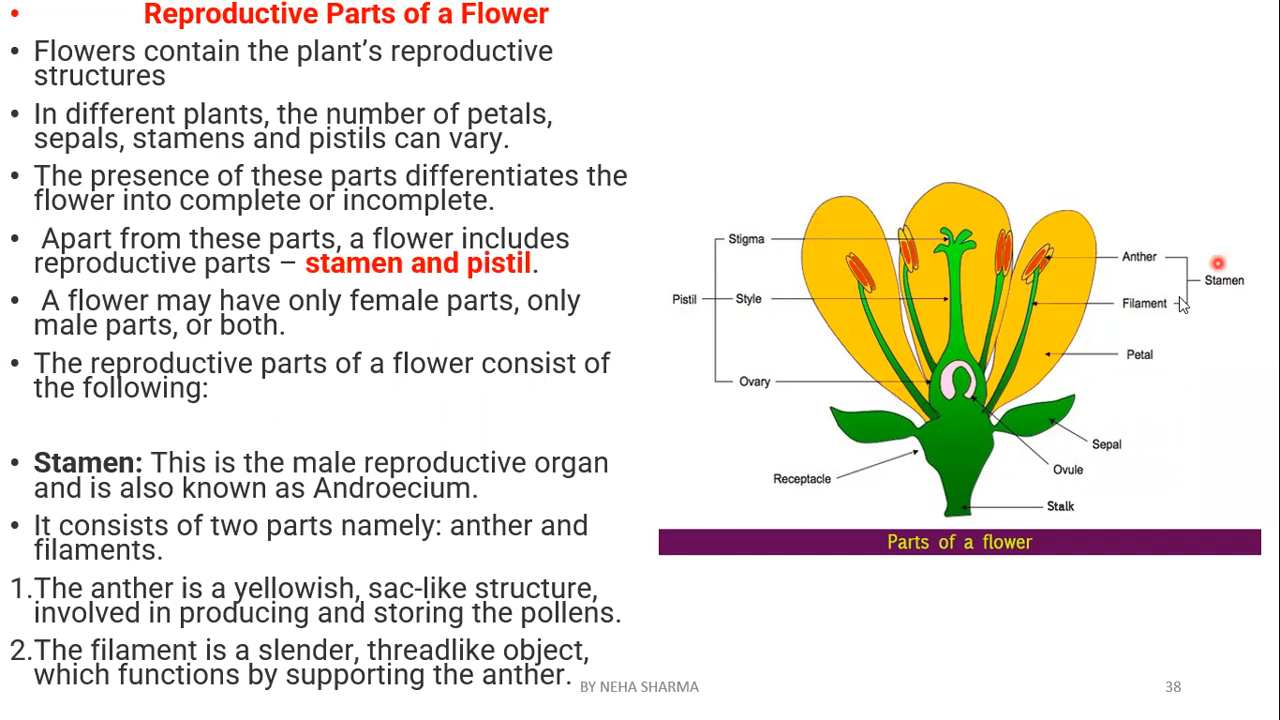 • Reproductive Parts of a Flower
• Flowers contain the plant’s reproductive
structures
• In different plants, the number of petals,
sepals, stamens and pistils can vary.
• The presence of these parts differentiates the
flower into complete or incomplete.
• Apart from these parts, a flower includes
reproductive parts – stamen and pistil.
• A flower may have only female parts, only
male parts, or both.
• The reproductive parts of a flower consist of
the following:
• Stamen: This is the male reproductive organ
and is also known as Androecium.
• It consists of two parts namely: anther and
filaments.
1.The anther is a yellowish, sac-like structure,
involved in producing and storing the pollens.
2.The filament is a slender, threadlike object,
which functions by supporting the anther.
Stigma
Pistil
Style
Ovary
Receptacle
Anther
Stamen
Filament
Petal
Sepal
Ovule
Stalk
Parts of a flower
BY NEHA SHARMA
38